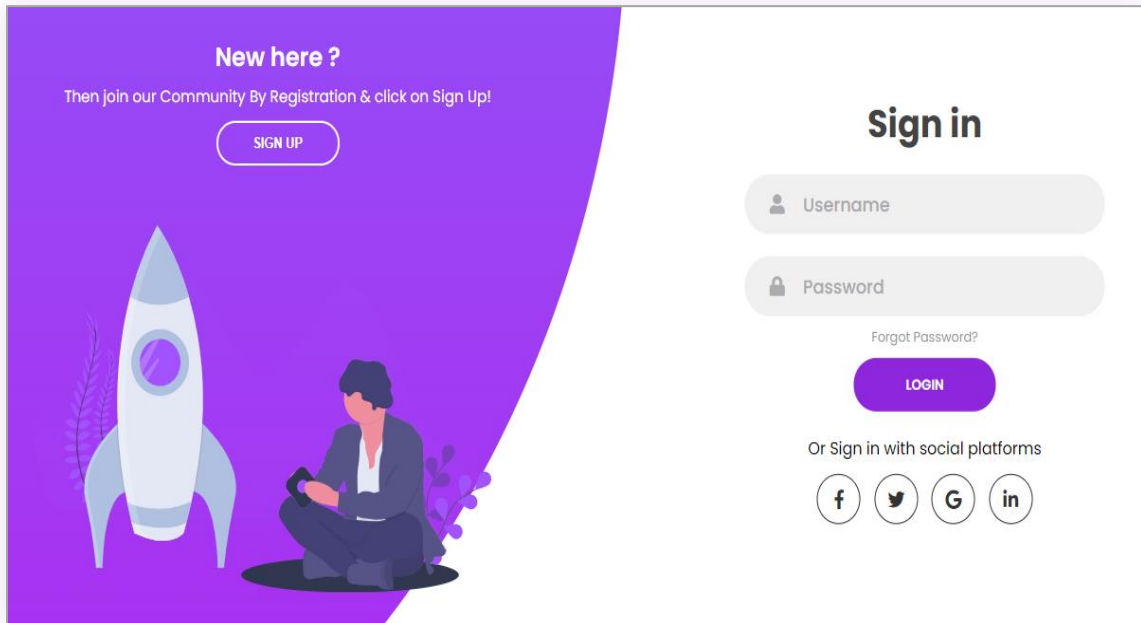 New here ?
Then join our Community By Registration & click on Sign Up!
SIGN UP
Sign in
Username
Password
Forgot Password?
LOGIN
Or Sign in with social platforms
f
G
in